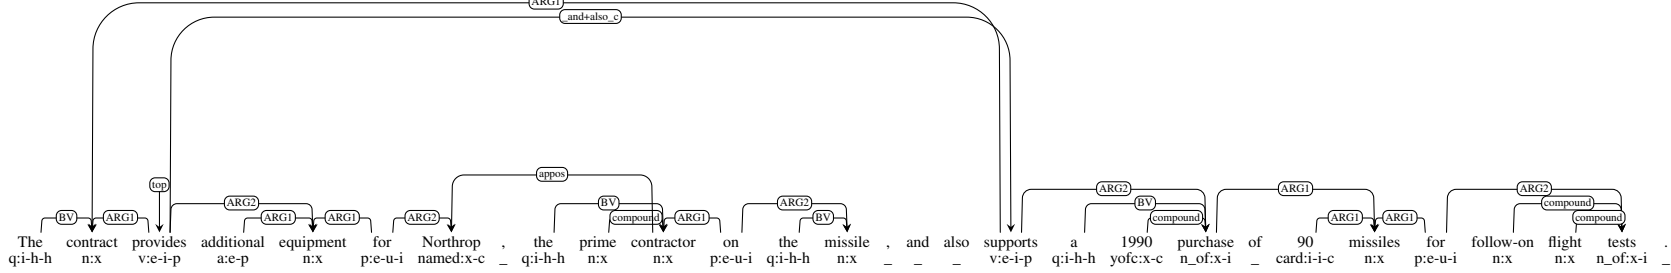 ARG1
_and+also_c
appos
top
ARG2 ARG2 ARG1 ARG2
BV ARG2 BV compound
BV ARG1 ARG1 ARG1 ARG2 compound ARG1 BV compound ARG1 ARG1 compound
The contract provides additional equipment for Northrop , the prime contractor on the missile , and also supports a 1990 purchase of 90 missiles for follow-on flight tests .
q:i-h-h n:x v:e-i-p a:e-p n:x p:e-u-i named:x-c _ q:i-h-h n:x n:x p:e-u-i q:i-h-h n:x _ _ _ v:e-i-p q:i-h-h yofc:x-c n_of:x-i _ card:i-i-c n:x p:e-u-i n:x n:x n_of:x-i _